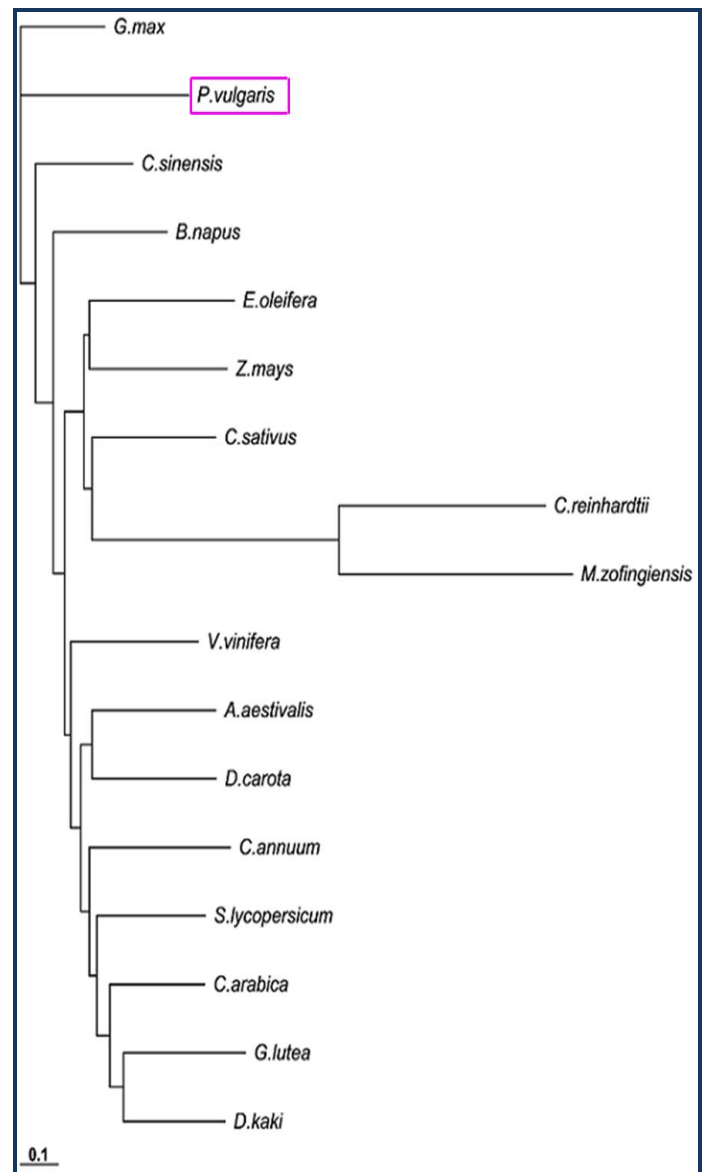 G.max
P.vulgaris
C.sinensis
B.napus
E.oleifera
Z.mays
C.sativus
C.reinhardtii
M.zofingiensis
V.vinifera
A.aestivalis
D.carota
C.annuum
S.lycopersicum
C.arabica
G.lutea
D.kaki
0.1